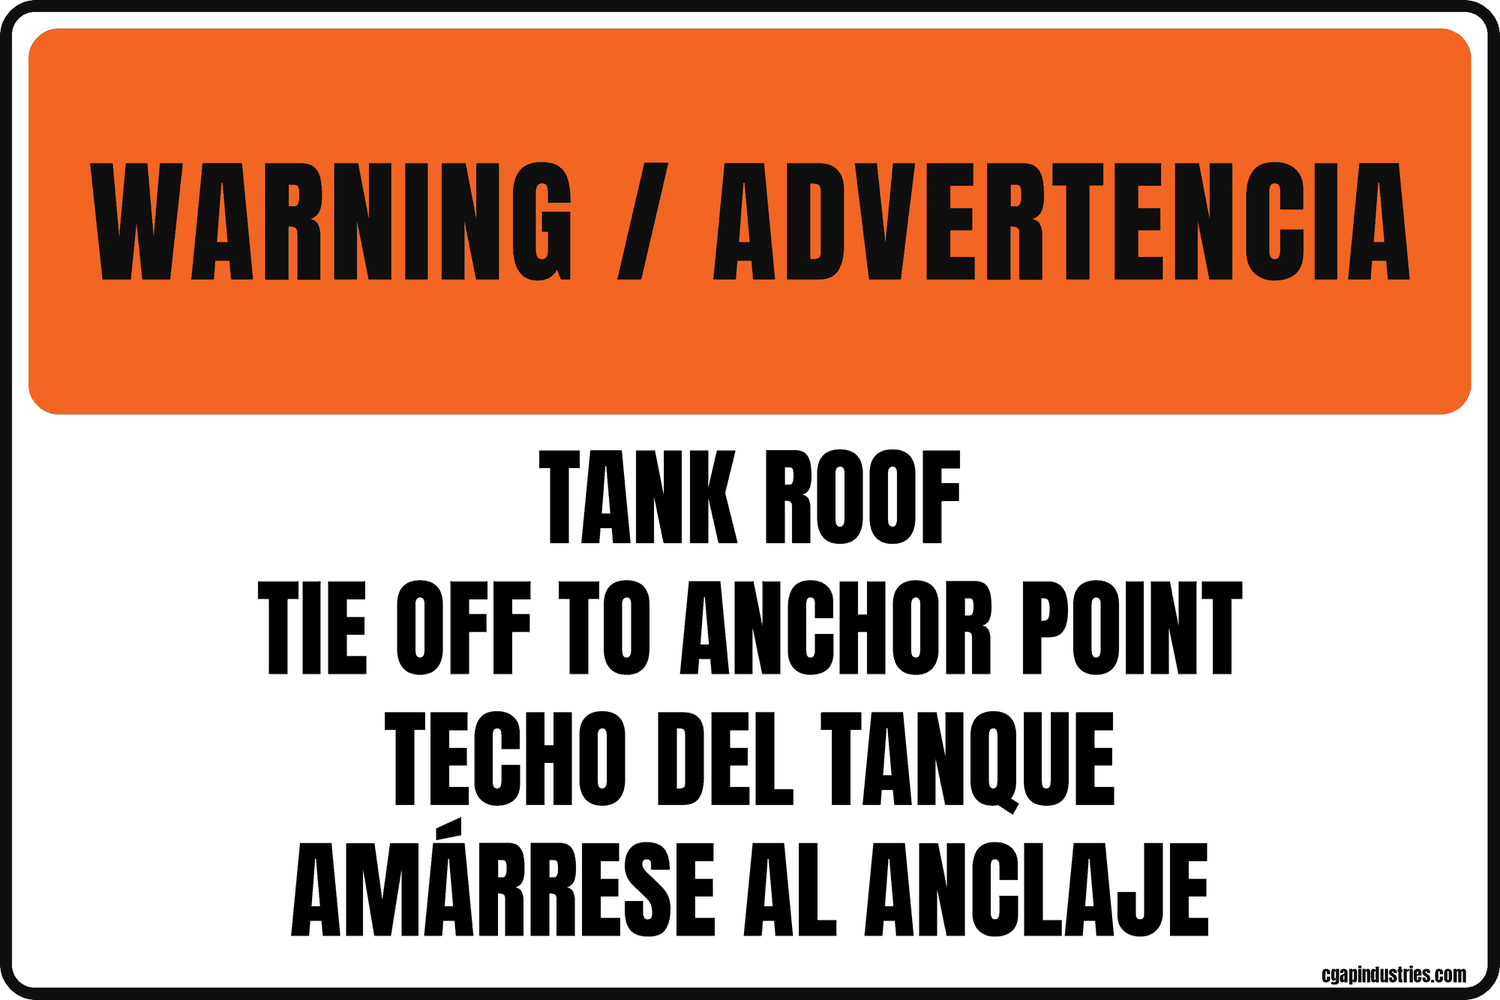 WARNING / ADVERTENCIA
TANK ROOF
TIE OFF TO ANCHOR POINT
TECHO DEL TANQUE
AMÁRRESE AL ANCLAJE
cgapindustries.com